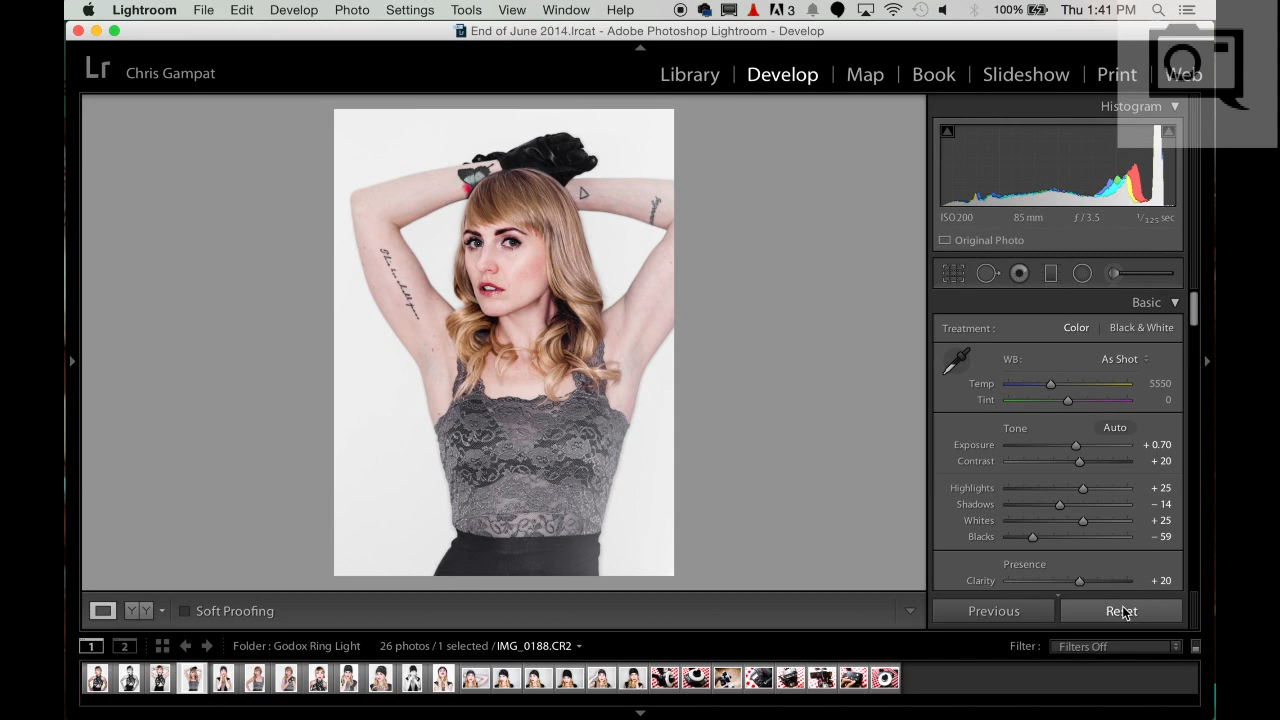 Lightroom File Edit Develop Photo Settings Tools View Window Help 3 100% Thu 1:41 PM
End of June 2014.lrcat - Adobe Photoshop Lightroom - Develop
Lr Chris Gampat Library Develop Map Book Slideshow Print Web
Histogram
ISO 200 85 mm ƒ / 3.5 1/125 sec
Original Photo
Basic
Treatment : Color Black & White
WB : As Shot
Temp 5550
Tint 0
Tone Auto
Exposure + 0.70
Contrast + 20
Highlights + 25
Shadows − 14
Whites + 25
Blacks − 59
Presence
Clarity + 20
Y Y Soft Proofing Previous Reset
1 2 Folder : Godox Ring Light 26 photos / 1 selected / IMG_0188.CR2 Filter : Filters Off